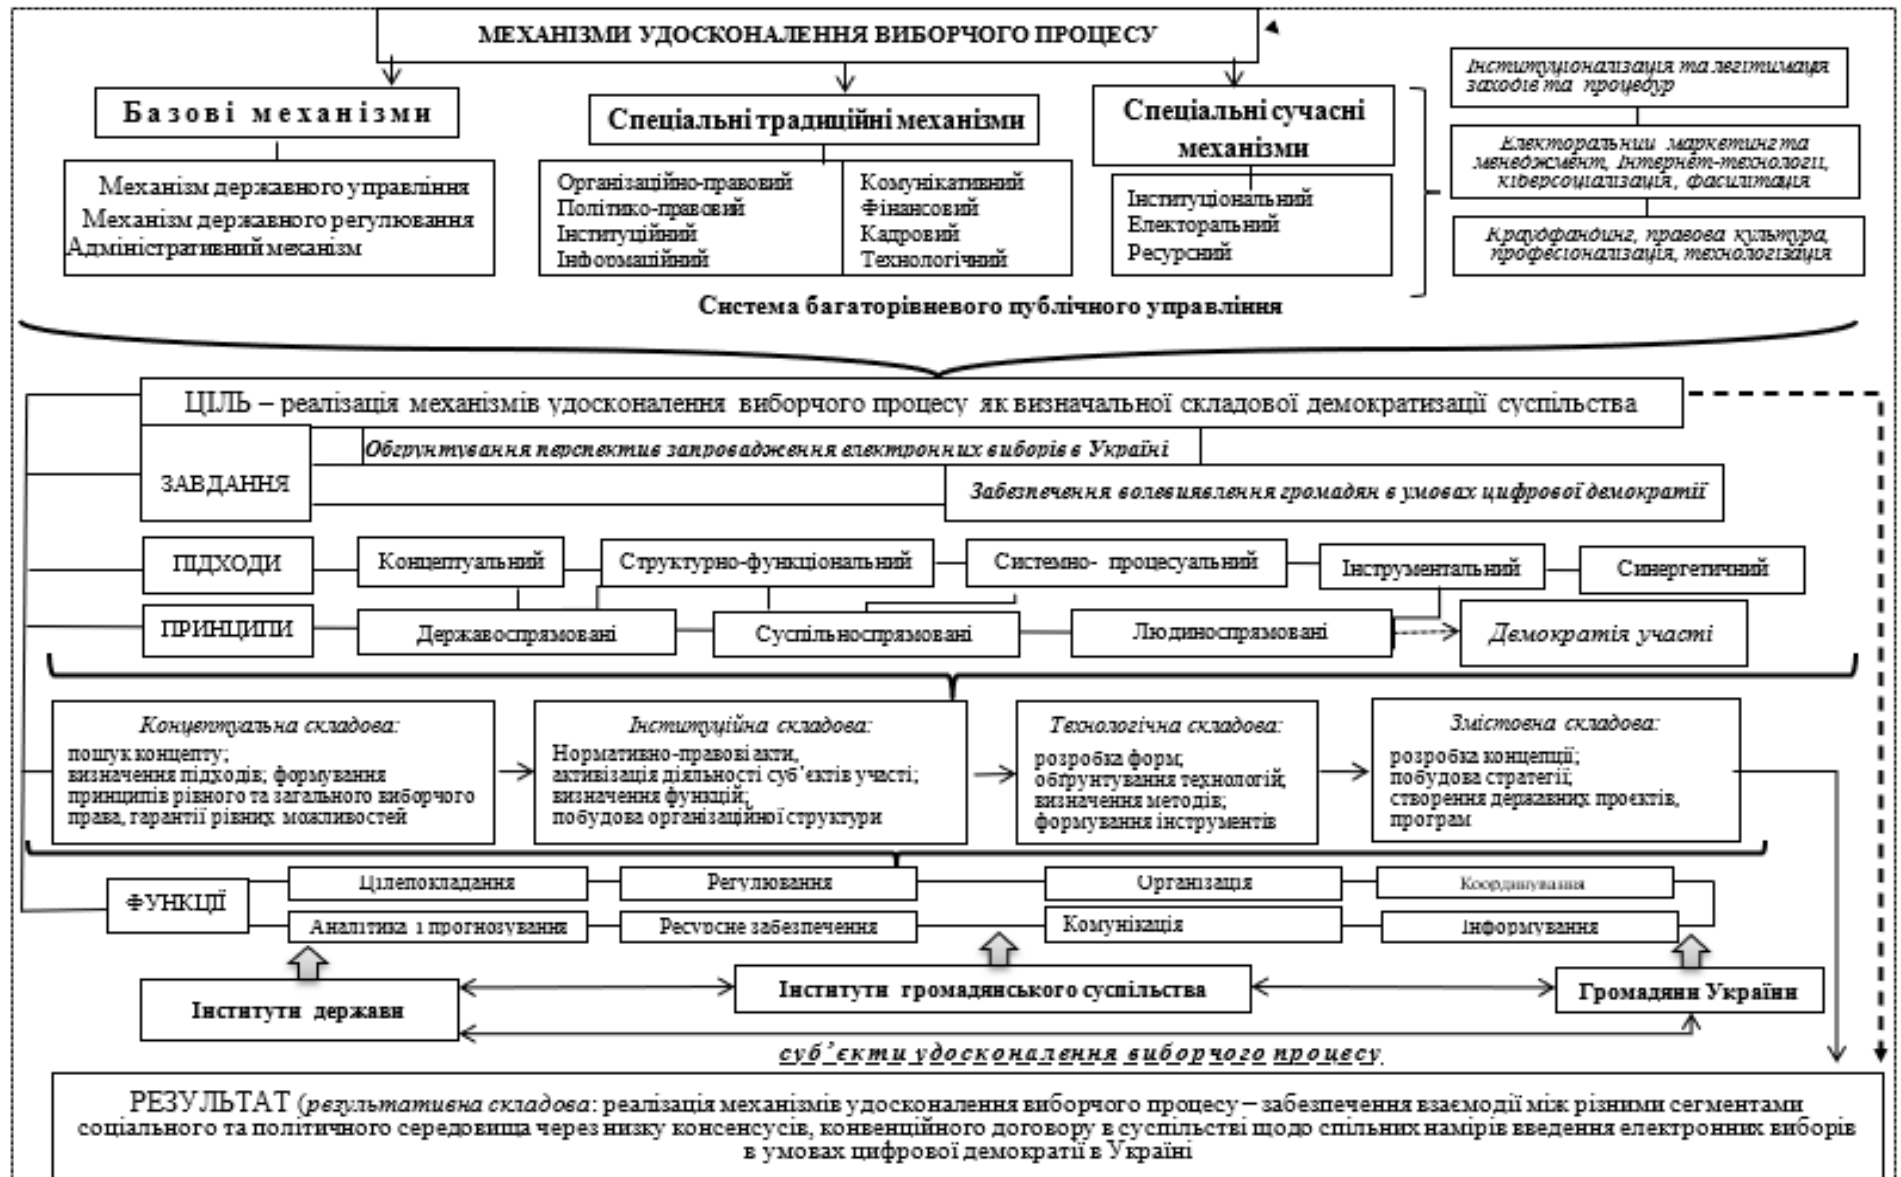 МЕХАНІЗМИ УДОСКОНАЛЕННЯ ВИБОРЧОГО ПРОЦЕСУ
Базові механізми
Механізм державного управління
Механізм державного регулювання
Адміністративний механізм
Спеціальні традиційні механізми
Організаційно-правовий
Політико-правовий
Інституційний
Інформаційний
Комунікативний
Фінансовий
Кадровий
Технологічний
Спеціальні сучасні
механізми
Інституціональний
Електоральний
Ресурсний
Інституціоналізація та легітимація
заходів та процедур
Електоральний маркетинг та
менеджмент, Інтернет-технології,
кіберсоціалізація, фасилітація
Краудфандинг, правова культура,
професіоналізація, технологізація
Система багаторівневого публічного управління
ЦІЛЬ – реалізація механізмів удосконалення виборчого процесу як визначальної складової демократизації суспільства
ЗАВДАННЯ
Обґрунтування перспектив запровадження електронних виборів в Україні
Забезпечення волевиявлення громадян в умовах цифрової демократії
ПІДХОДИ
Концептуальний
Структурно-функціональний
Системно- процесуальний
Інструментальний
Синергетичний
ПРИНЦИПИ
Державоспрямовані
Суспільноспрямовані
Людиноспрямовані
Демократія участі
Концептуальна складова:
пошук концепту;
визначення підходів; формування
принципів рівного та загального виборчого
права, гарантії рівних можливостей
Інституційна складова:
Нормативно-правові акти,
активізація діяльності суб’єктів участі;
визначення функцій;
побудова організаційної структури
Технологічна складова:
розробка форм;
обґрунтування технологій,
визначення методів;
формування інструментів
Змістовна складова:
розробка концепції;
побудова стратегії;
створення державних проєктів,
програм
ФУНКЦІЇ
Цілепокладання
Регулювання
Організація
Координування
Аналітика і прогнозування
Ресурсне забезпечення
Комунікація
Інформування
Інститути держави
Інститути громадянського суспільства
Громадяни України
суб’єкти удосконалення виборчого процесу
РЕЗУЛЬТАТ (результативна складова: реалізація механізмів удосконалення виборчого процесу – забезпечення взаємодії між різними сегментами
соціального та політичного середовища через низку консенсусів, конвенційного договору в суспільстві щодо спільних намірів введення електронних виборів
в умовах цифрової демократії в Україні